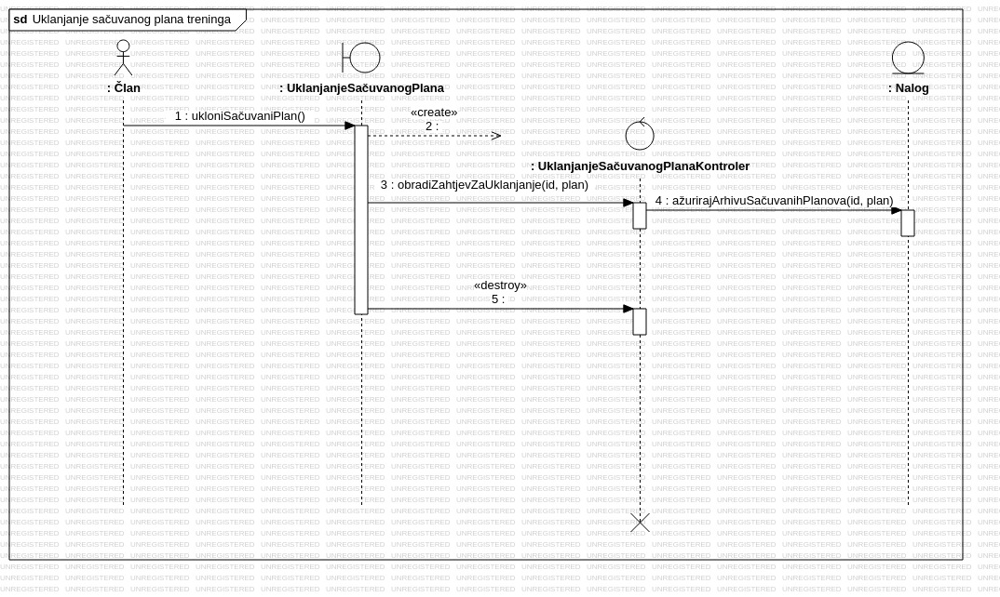 sd Uklanjanje sačuvanog plana treninga
: Član
: UklanjanjeSačuvanogPlana
: Nalog
1 : ukloniSačuvaniPlan()
«create»
2 :
: UklanjanjeSačuvanogPlanaKontroler
3 : obradiZahtjevZaUklanjanje(id, plan)
4 : ažurirajArhivuSačuvanihPlanova(id, plan)
«destroy»
5 :
UNREGISTERED